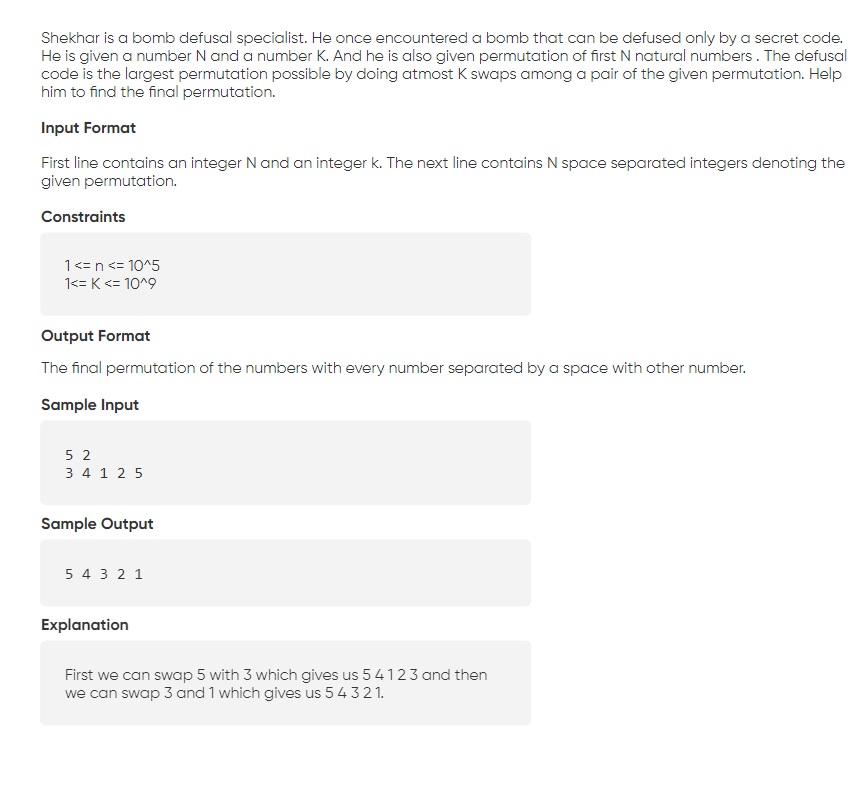 Shekhar is a bomb defusal specialist. He once encountered a bomb that can be defused only by a secret code.
He is given a number N and a number K. And he is also given permutation of first N natural numbers . The defusal
code is the largest permutation possible by doing atmost K swaps among a pair of the given permutation. Help
him to find the final permutation.
Input Format
First line contains an integer N and an integer k. The next line contains N space separated integers denoting the
given permutation.
Constraints
1 <= n <= 10^5
1<= K <= 10^9
Output Format
The final permutation of the numbers with every number separated by a space with other number.
Sample Input
5 2
3 4 1 2 5
Sample Output
5 4 3 2 1
Explanation
First we can swap 5 with 3 which gives us 5 4 1 2 3 and then
we can swap 3 and 1 which gives us 5 4 3 2 1.